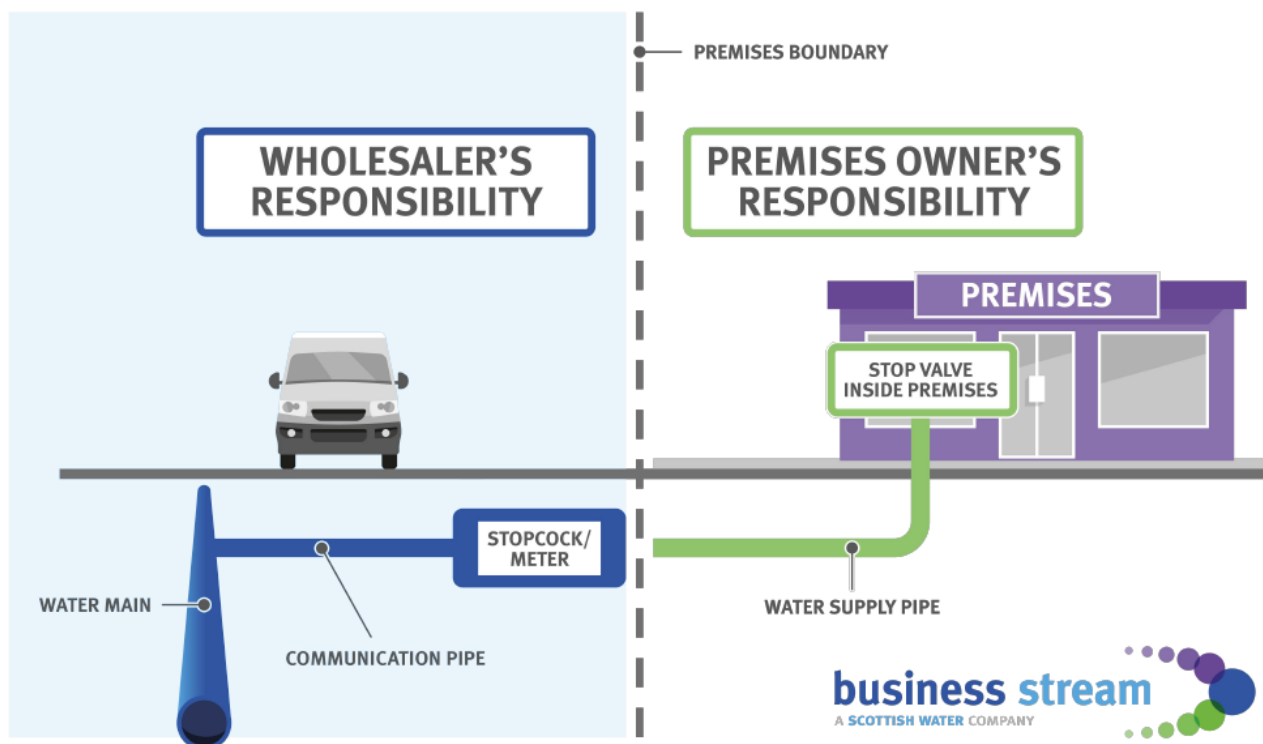 PREMISES BOUNDARY
WHOLESALER'S
RESPONSIBILITY
PREMISES OWNER'S
RESPONSIBILITY
PREMISES
STOP VALVE
INSIDE PREMISES
STOPCOCK/
METER
WATER MAIN
COMMUNICATION PIPE
WATER SUPPLY PIPE
business stream
A SCOTTISH WATER COMPANY